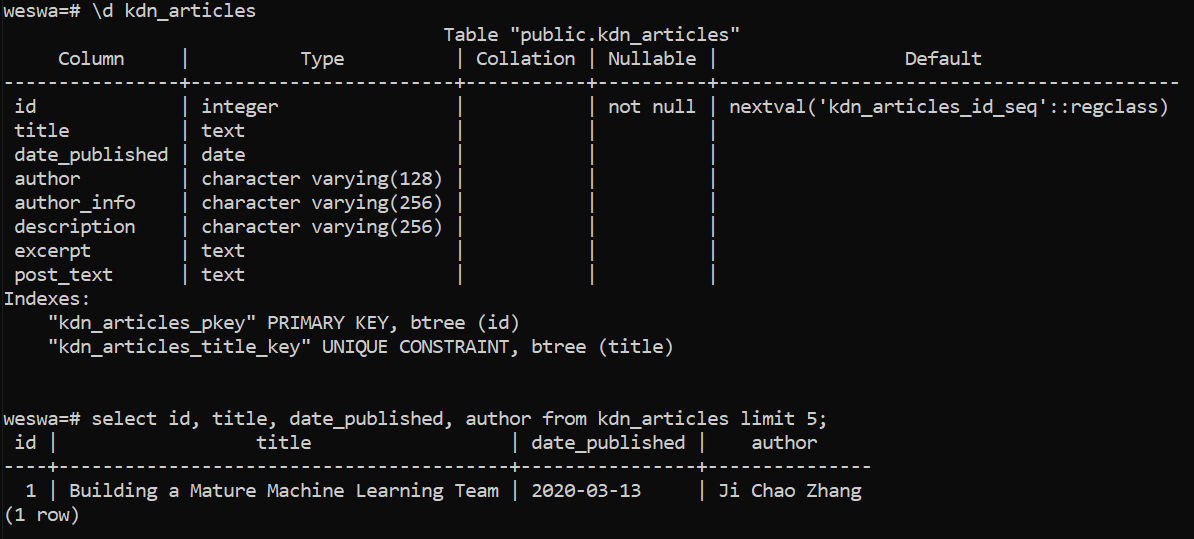 weswa=# \d kdn_articles
Table "public.kdn_articles"
Column | Type | Collation | Nullable | Default
----------------+------------------------+-----------+----------+------------------------------------------
id | integer | | not null | nextval('kdn_articles_id_seq'::regclass)
title | text | | |
date_published | date | | |
author | character varying(128) | | |
author_info | character varying(256) | | |
description | character varying(256) | | |
excerpt | text | | |
post_text | text | | |
Indexes:
"kdn_articles_pkey" PRIMARY KEY, btree (id)
"kdn_articles_title_key" UNIQUE CONSTRAINT, btree (title)
weswa=# select id, title, date_published, author from kdn_articles limit 5;
id | title | date_published | author
----+-----------------------------------------+----------------+---------------
1 | Building a Mature Machine Learning Team | 2020-03-13 | Ji Chao Zhang
(1 row)